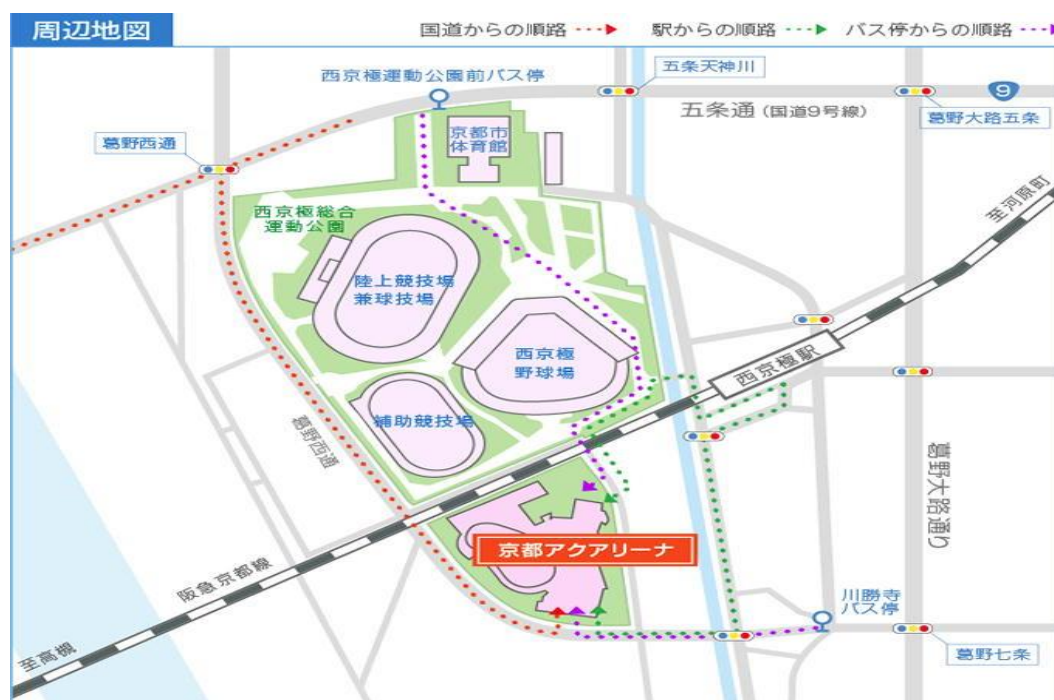 周辺地図
国道からの順路
駅からの順路
バス停からの順路
西京極運動公園前バス停
五条天神川
9
五条通(国道9号線)
葛野大路五条
葛野西通
京都市
体育館
西京極総合
運動公園
至河原町
陸上競技場
兼球技場
西京極
野球場
西京極駅
補助競技場
葛野西通
葛野大路通り
京都アクアリーナ
阪急京都線
川勝寺
バス停
至高槻
葛野七条